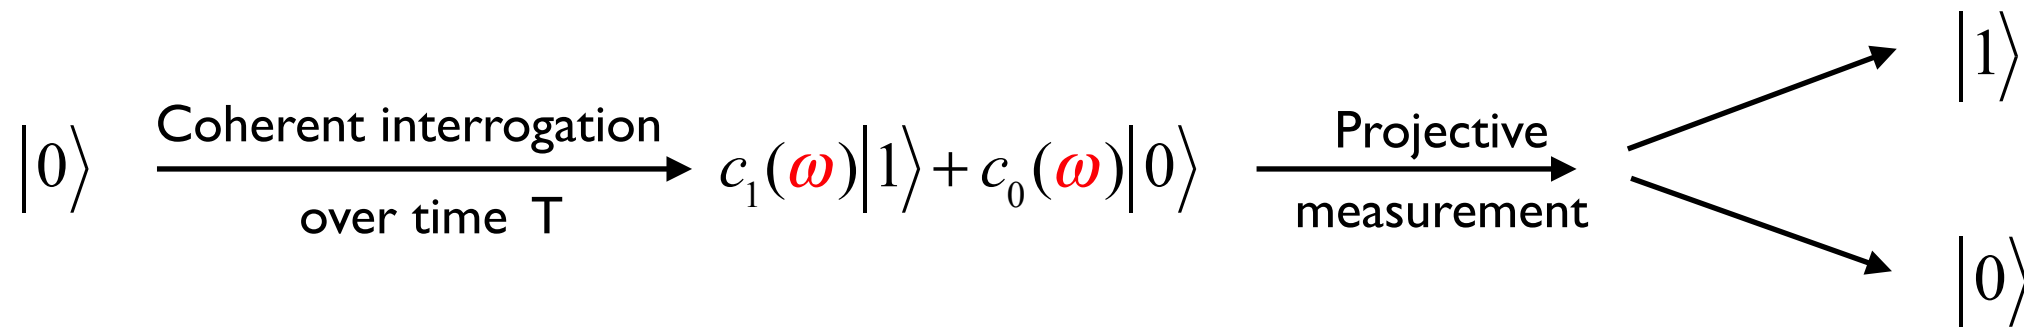 |1⟩
Coherent interrogation
Projective
|0⟩
c₁(ω)|1⟩+c₀(ω)|0⟩
over time T
measurement
|0⟩